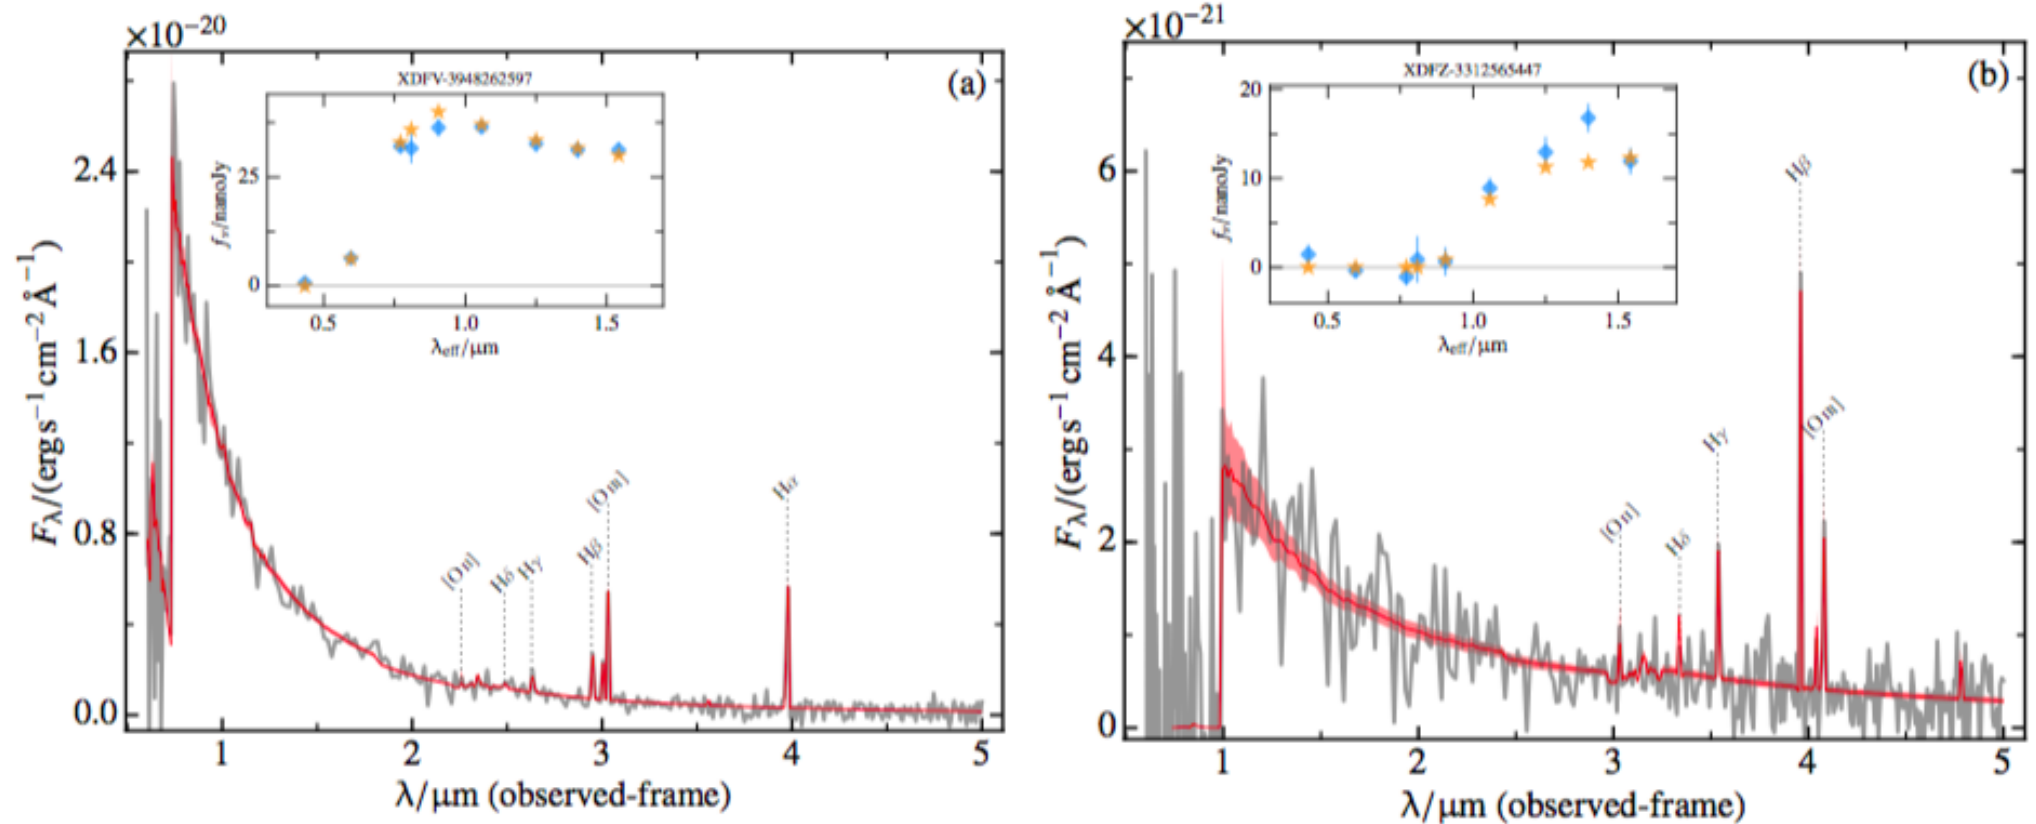 ×10−20
(a)
XDFV-3948262597
25
0
fν/nanoJy
0.5 1.0 1.5
λeff/μm
2.4
1.6
0.8
0.0
Fλ/(erg s−1 cm−2 Å−1)
[OII] Hδ Hγ Hβ [OIII] Hα
1 2 3 4 5
λ/μm (observed-frame)
×10−21
(b)
XDFZ-3312565447
20
10
0
fν/nanoJy
0.5 1.0 1.5
λeff/μm
6
4
2
0
Fλ/(erg s−1 cm−2 Å−1)
[OII] Hδ Hγ Hβ [OIII]
1 2 3 4 5
λ/μm (observed-frame)